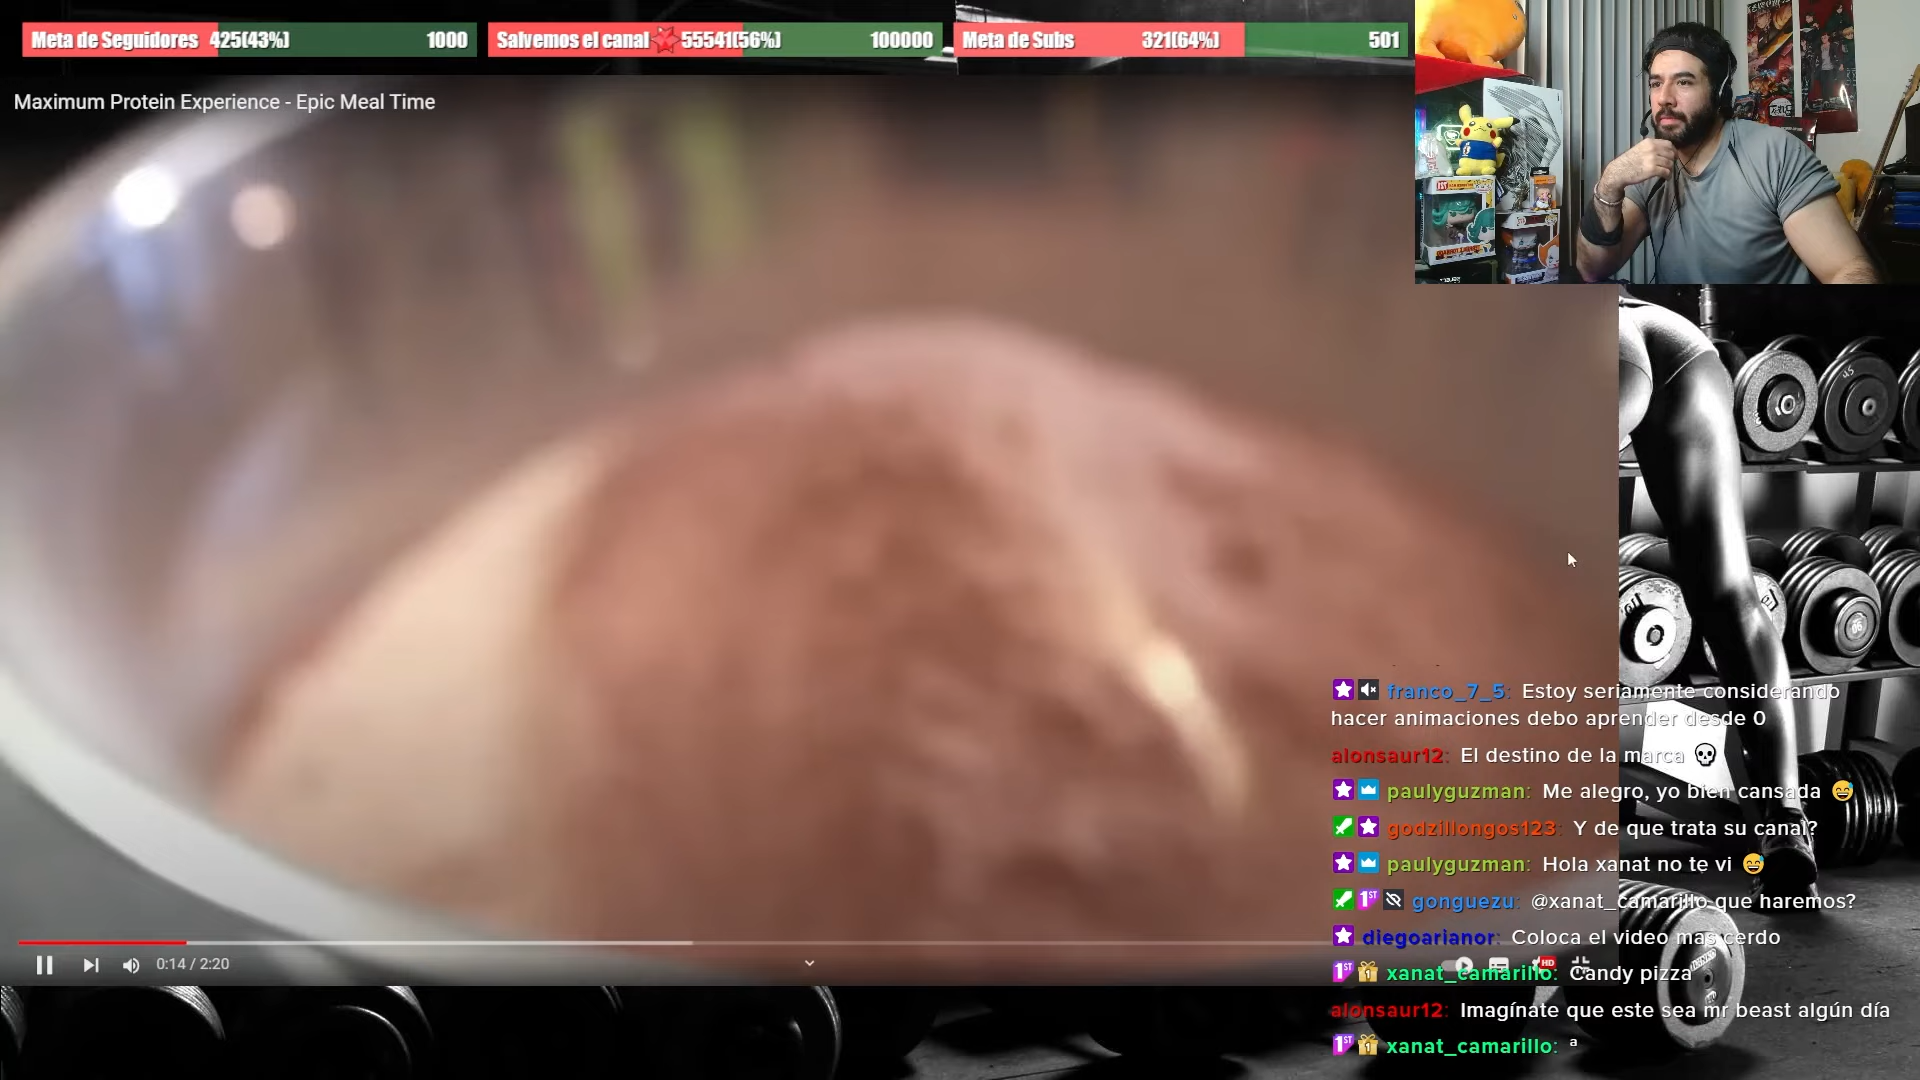 Meta de Seguidores 425(43%) 1000
Salvemos el canal 55541(56%) 100000
Meta de Subs 321(64%) 501
Maximum Protein Experience - Epic Meal Time
franco_7_5: Estoy seriamente considerando
hacer animaciones debo aprender desde 0
alonsaur12: El destino de la marca 💀
paulyguzman: Me alegro, yo bien cansada 😅
godzillongos123: Y de que trata su canal?
paulyguzman: Hola xanat no te vi 😅
gonguezu: @xanat_camarillo que haremos?
diegoarianor: Coloca el video mas cerdo
0:14 / 2:20
HD
xanat_camarillo: Candy pizza
alonsaur12: Imagínate que este sea mr beast algún día
xanat_camarillo: ª